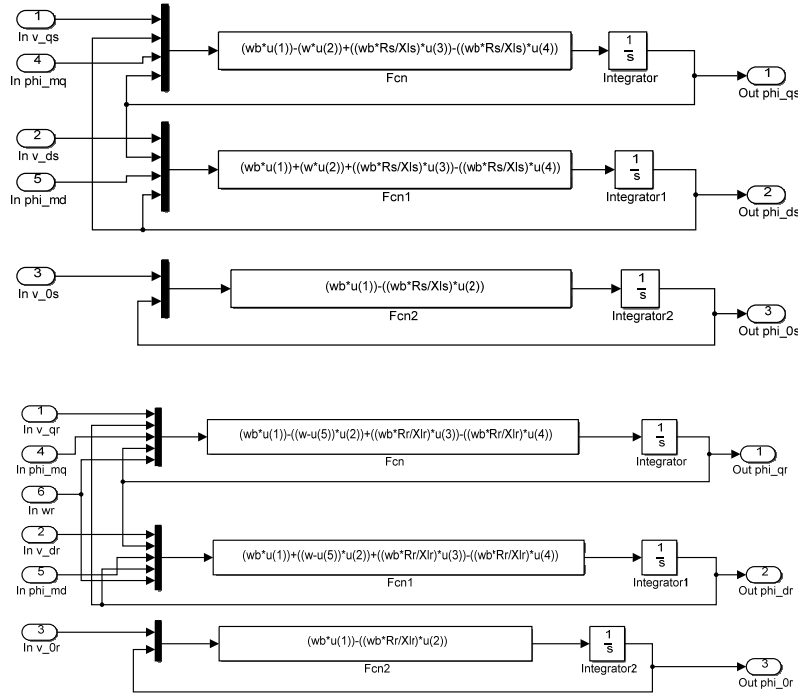 1
In v_qs
4
In phi_mq
(wb*u(1))-(w*u(2))+((wb*Rs/Xls)*u(3))-((wb*Rs/Xls)*u(4))
Fcn
1
s
Integrator
1
Out phi_qs
2
In v_ds
5
In phi_md
(wb*u(1))+(w*u(2))+((wb*Rs/Xls)*u(3))-((wb*Rs/Xls)*u(4))
Fcn1
1
s
Integrator1
2
Out phi_ds
3
In v_0s
(wb*u(1))-((wb*Rs/Xls)*u(2))
Fcn2
1
s
Integrator2
3
Out phi_0s
1
In v_qr
4
In phi_mq
6
In wr
(wb*u(1))-((w-u(5))*u(2))+((wb*Rr/Xlr)*u(3))-((wb*Rr/Xlr)*u(4))
Fcn
1
s
Integrator
1
Out phi_qr
2
In v_dr
5
In phi_md
(wb*u(1))+((w-u(5))*u(2))+((wb*Rr/Xlr)*u(3))-((wb*Rr/Xlr)*u(4))
Fcn1
1
s
Integrator1
2
Out phi_dr
3
In v_0r
(wb*u(1))-((wb*Rr/Xlr)*u(2))
Fcn2
1
s
Integrator2
3
Out phi_0r